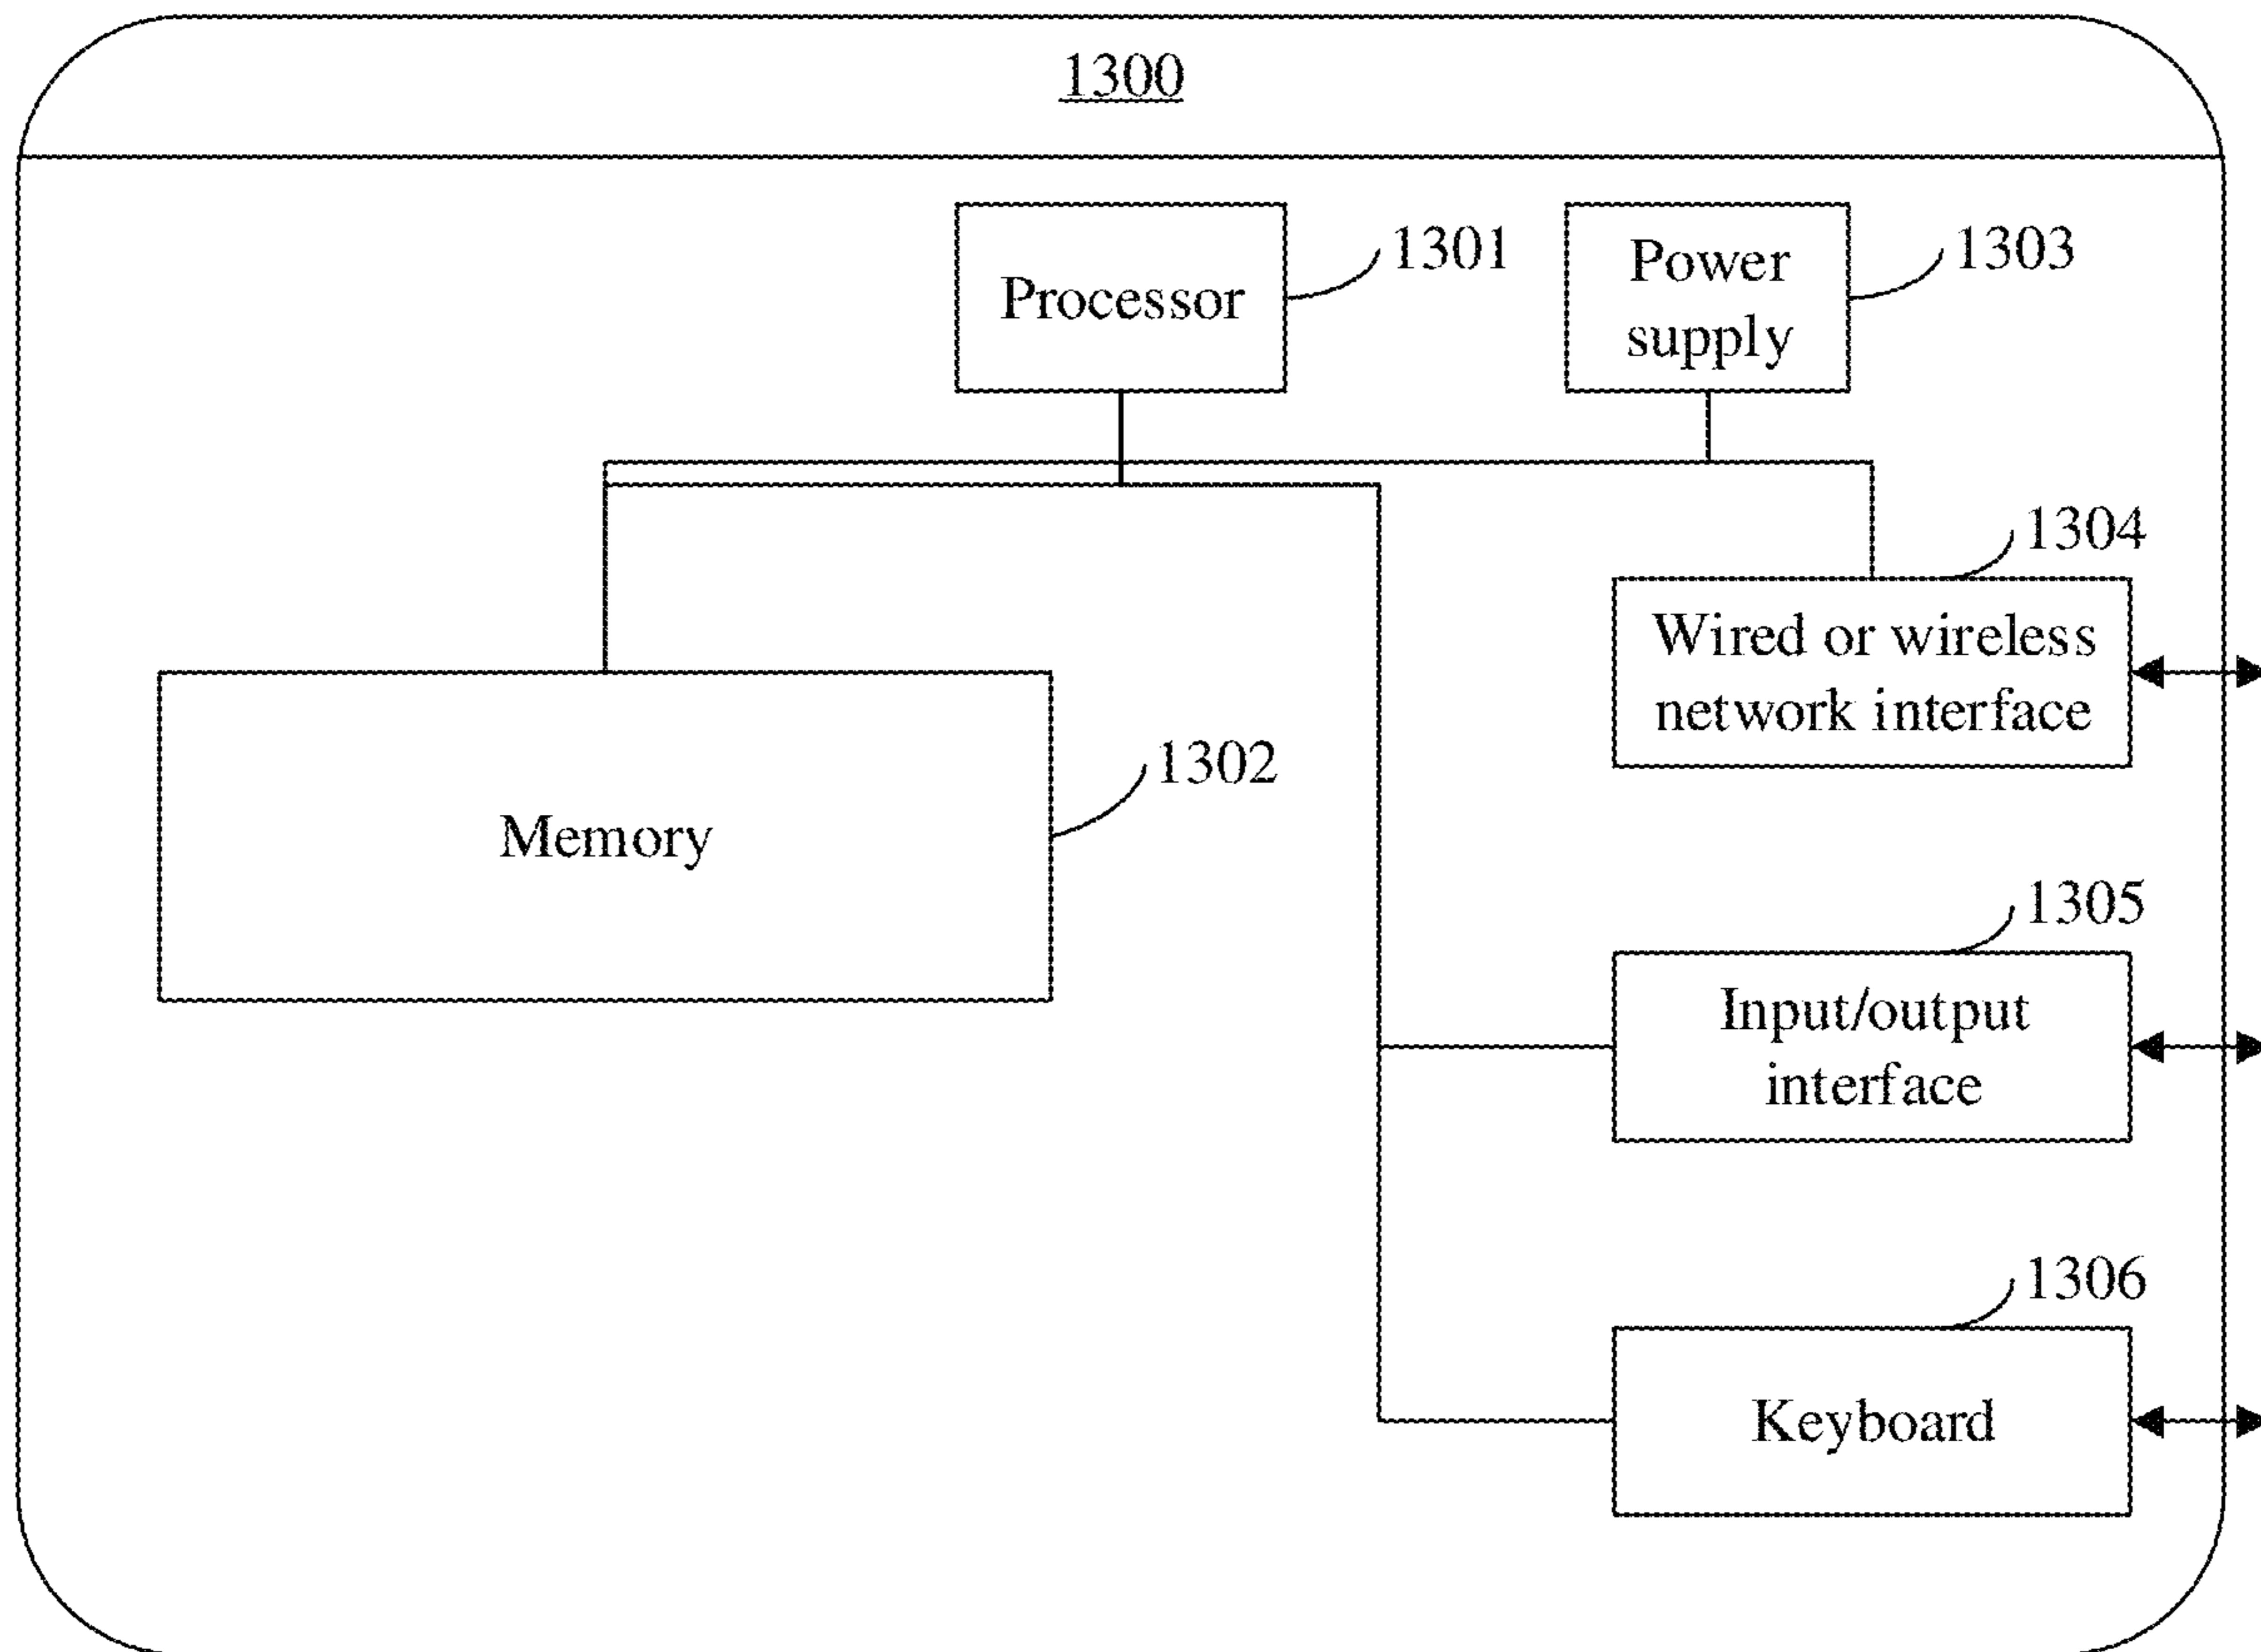 1300
Processor
1301
Power
supply
1303
1304
Wired or wireless
network interface
Memory
1302
1305
Input/output
interface
1306
Keyboard